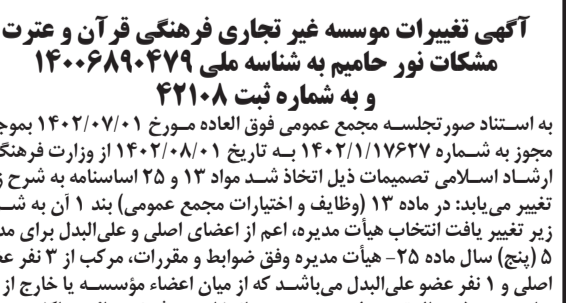 آگهی تغییرات موسسه غیر تجاری فرهنگی قرآن و عترت
مشکات نور حامیم به شناسه ملی ۱۴۰۰۶۸۹۰۴۷۹
و به شماره ثبت ۴۲۱۰۸
به استناد صورتجلسه مجمع عمومی فوق العاده مورخ ۱۴۰۲/۰۷/۰۱
مجوز به شماره ۱۴۰۲/۱/۱۷۶۲۷ به تاریخ ۱۴۰۲/۰۸/۰۱ از وزارت
ارشاد اسلامی تصمیمات ذیل اتخاذ شد مواد ۱۳ و ۲۵ اساسنامه به شرح
تغییر می‌یابد: در ماده ۱۳ (وظایف و اختیارات مجمع عمومی) بند ۱ آن به
زیر تغییر یافت انتخاب هیأت مدیره، اعم از اعضای اصلی و علی‌البدل برای
۵ (پنج) سال ماده ۲۵- هیأت مدیره وفق ضوابط و مقررات، مرکب از ۳ نفر
اصلی و ۱ نفر عضو علی‌البدل می‌باشد که از میان اعضاء مؤسسه یا خارج از